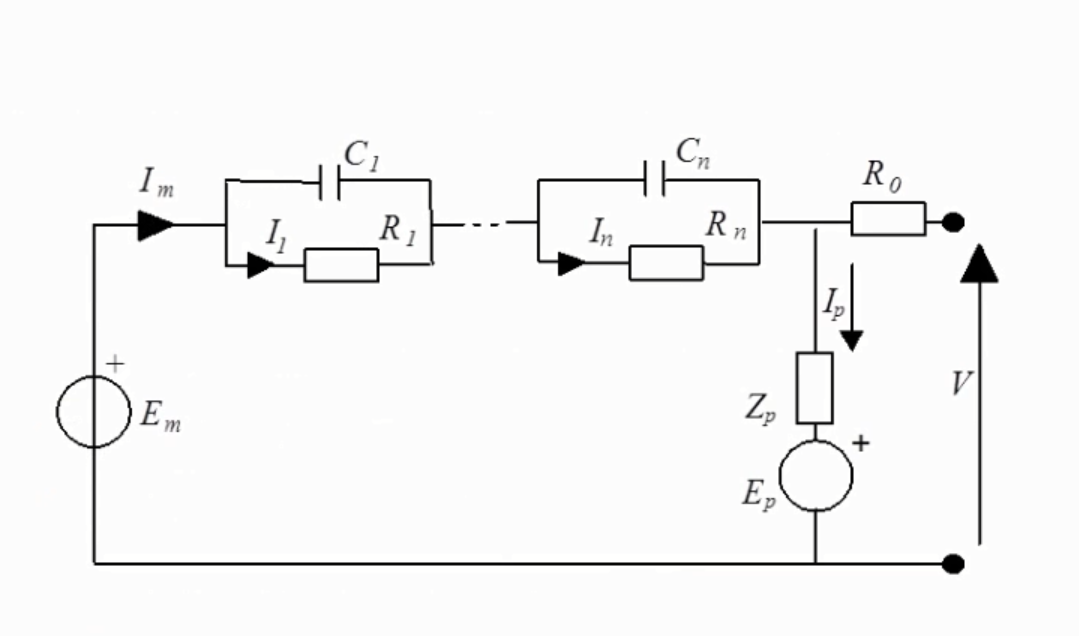 C1
Cn
Im
R0
I1
R1
In
Rn
Ip
+
V
Em
Zp
+
Ep